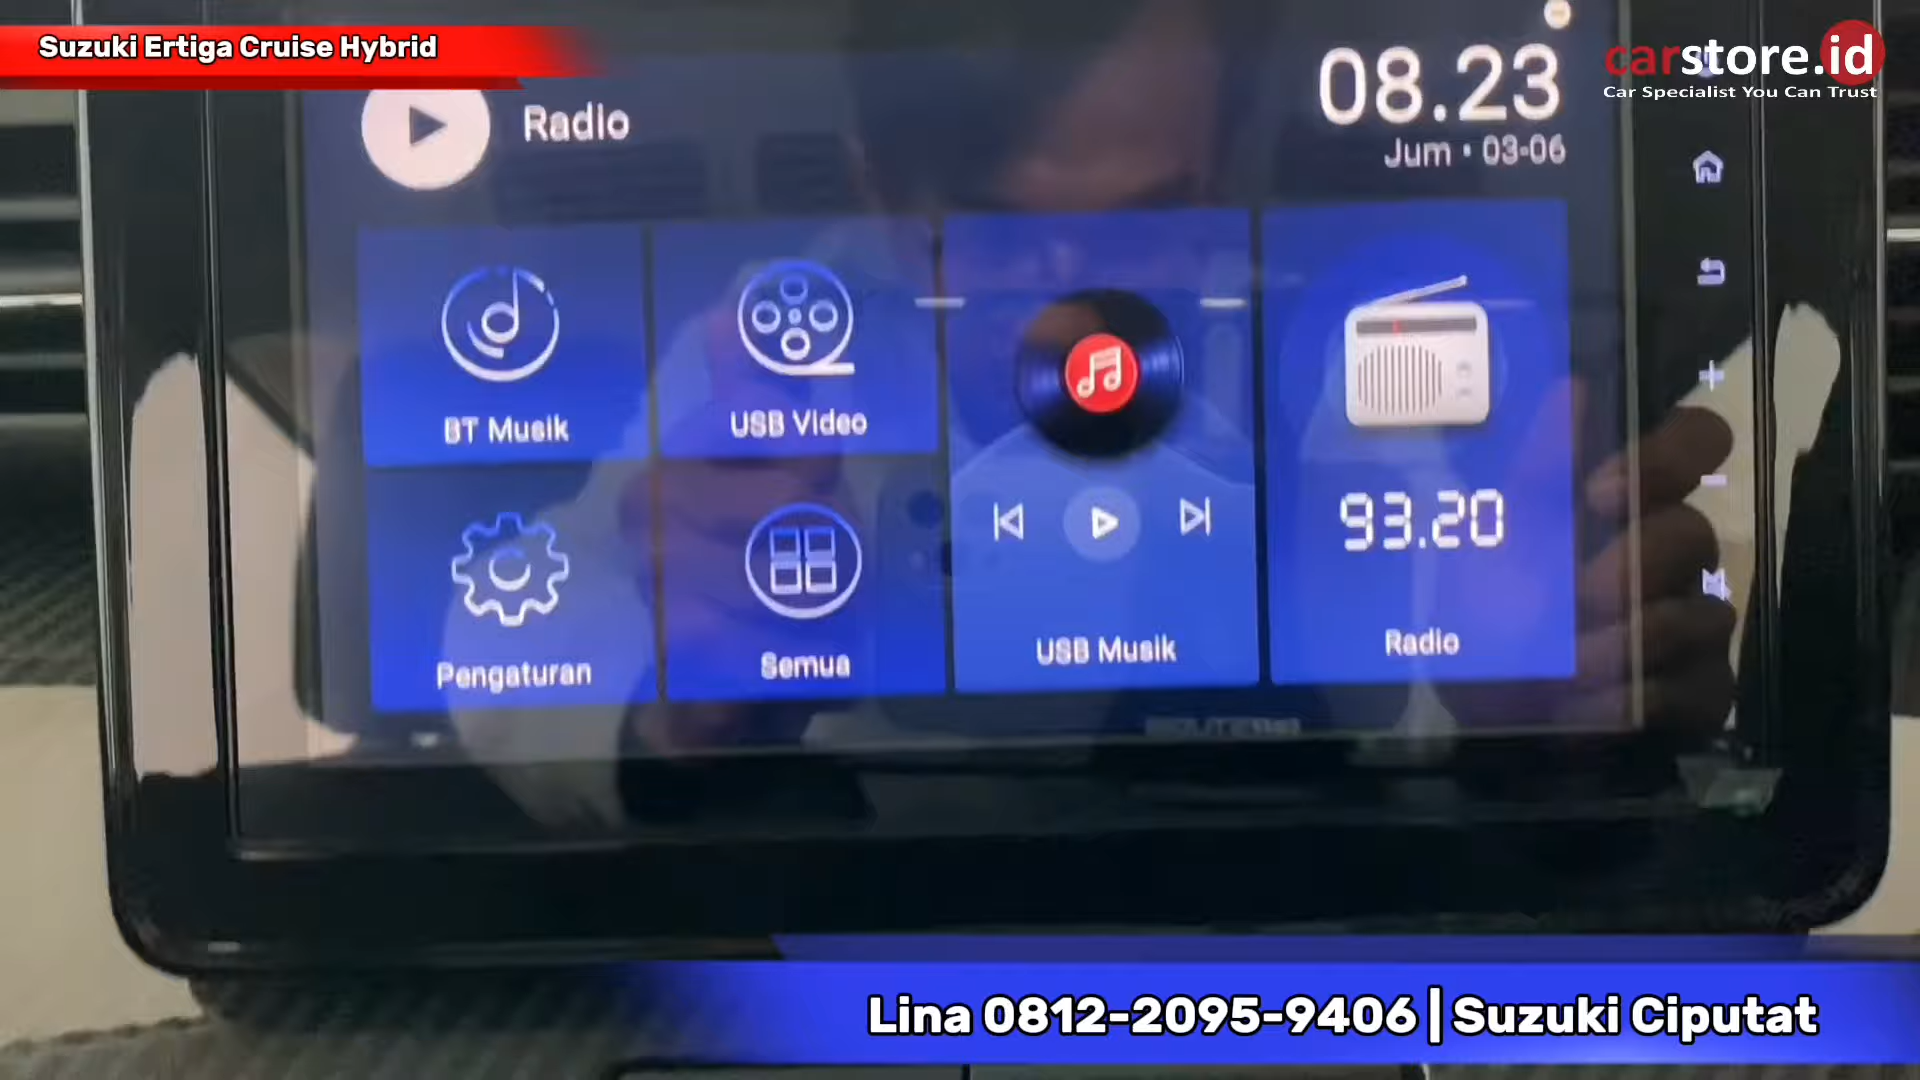 Suzuki Ertiga Cruise Hybrid
carstore.id
Car Specialist You Can Trust
Radio
08.23
Jum • 03-06
BT Musik
USB Video
Pengaturan
Semua
USB Musik
93.20
Radio
Lina 0812-2095-9406 | Suzuki Ciputat